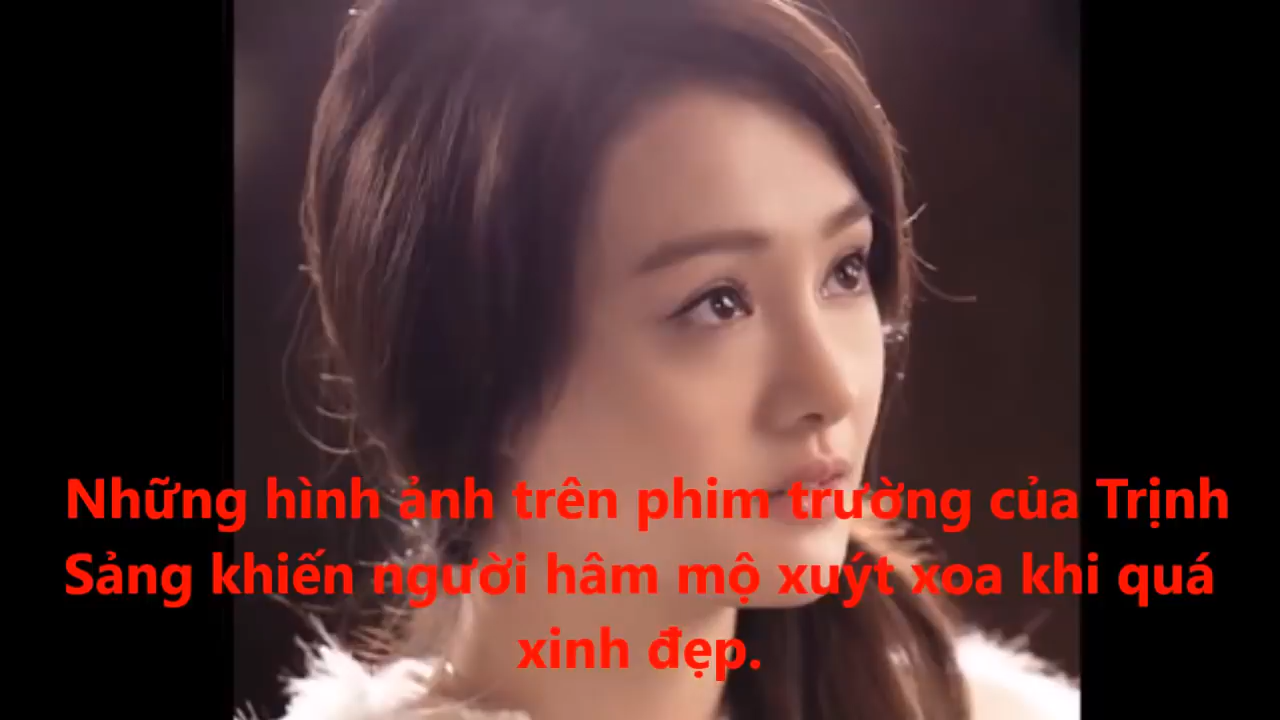 Những hình ảnh trên phim trường của Trịnh
Sảng khiến người hâm mộ xuýt xoa khi quá
xinh đẹp.